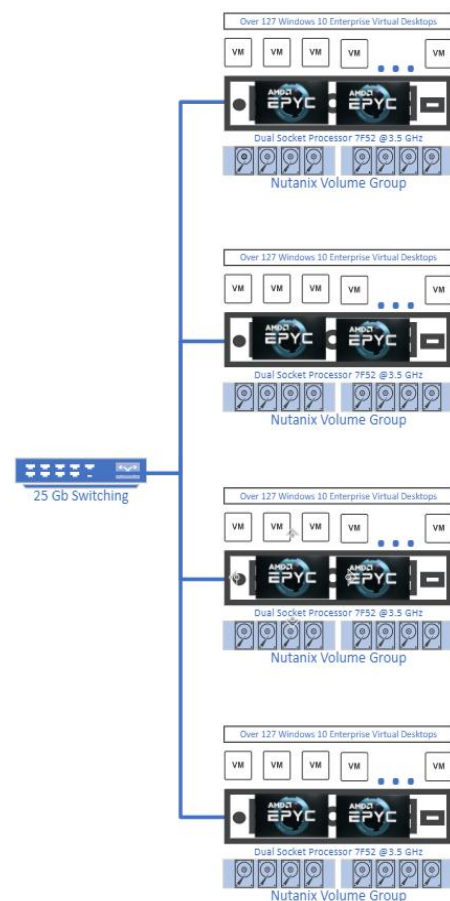 Over 127 Windows 10 Enterprise Virtual Desktops
VM VM VM VM VM
AMD EPYC AMD EPYC
Dual Socket Processor 7F52 @3.5 GHz
Nutanix Volume Group
Over 127 Windows 10 Enterprise Virtual Desktops
VM VM VM VM VM
AMD EPYC AMD EPYC
Dual Socket Processor 7F52 @3.5 GHz
Nutanix Volume Group
25 Gb Switching
Over 127 Windows 10 Enterprise Virtual Desktops
VM VM VM VM VM
AMD EPYC AMD EPYC
Dual Socket Processor 7F52 @3.5 GHz
Nutanix Volume Group
Over 127 Windows 10 Enterprise Virtual Desktops
VM VM VM VM VM
AMD EPYC AMD EPYC
Dual Socket Processor 7F52 @3.5 GHz
Nutanix Volume Group